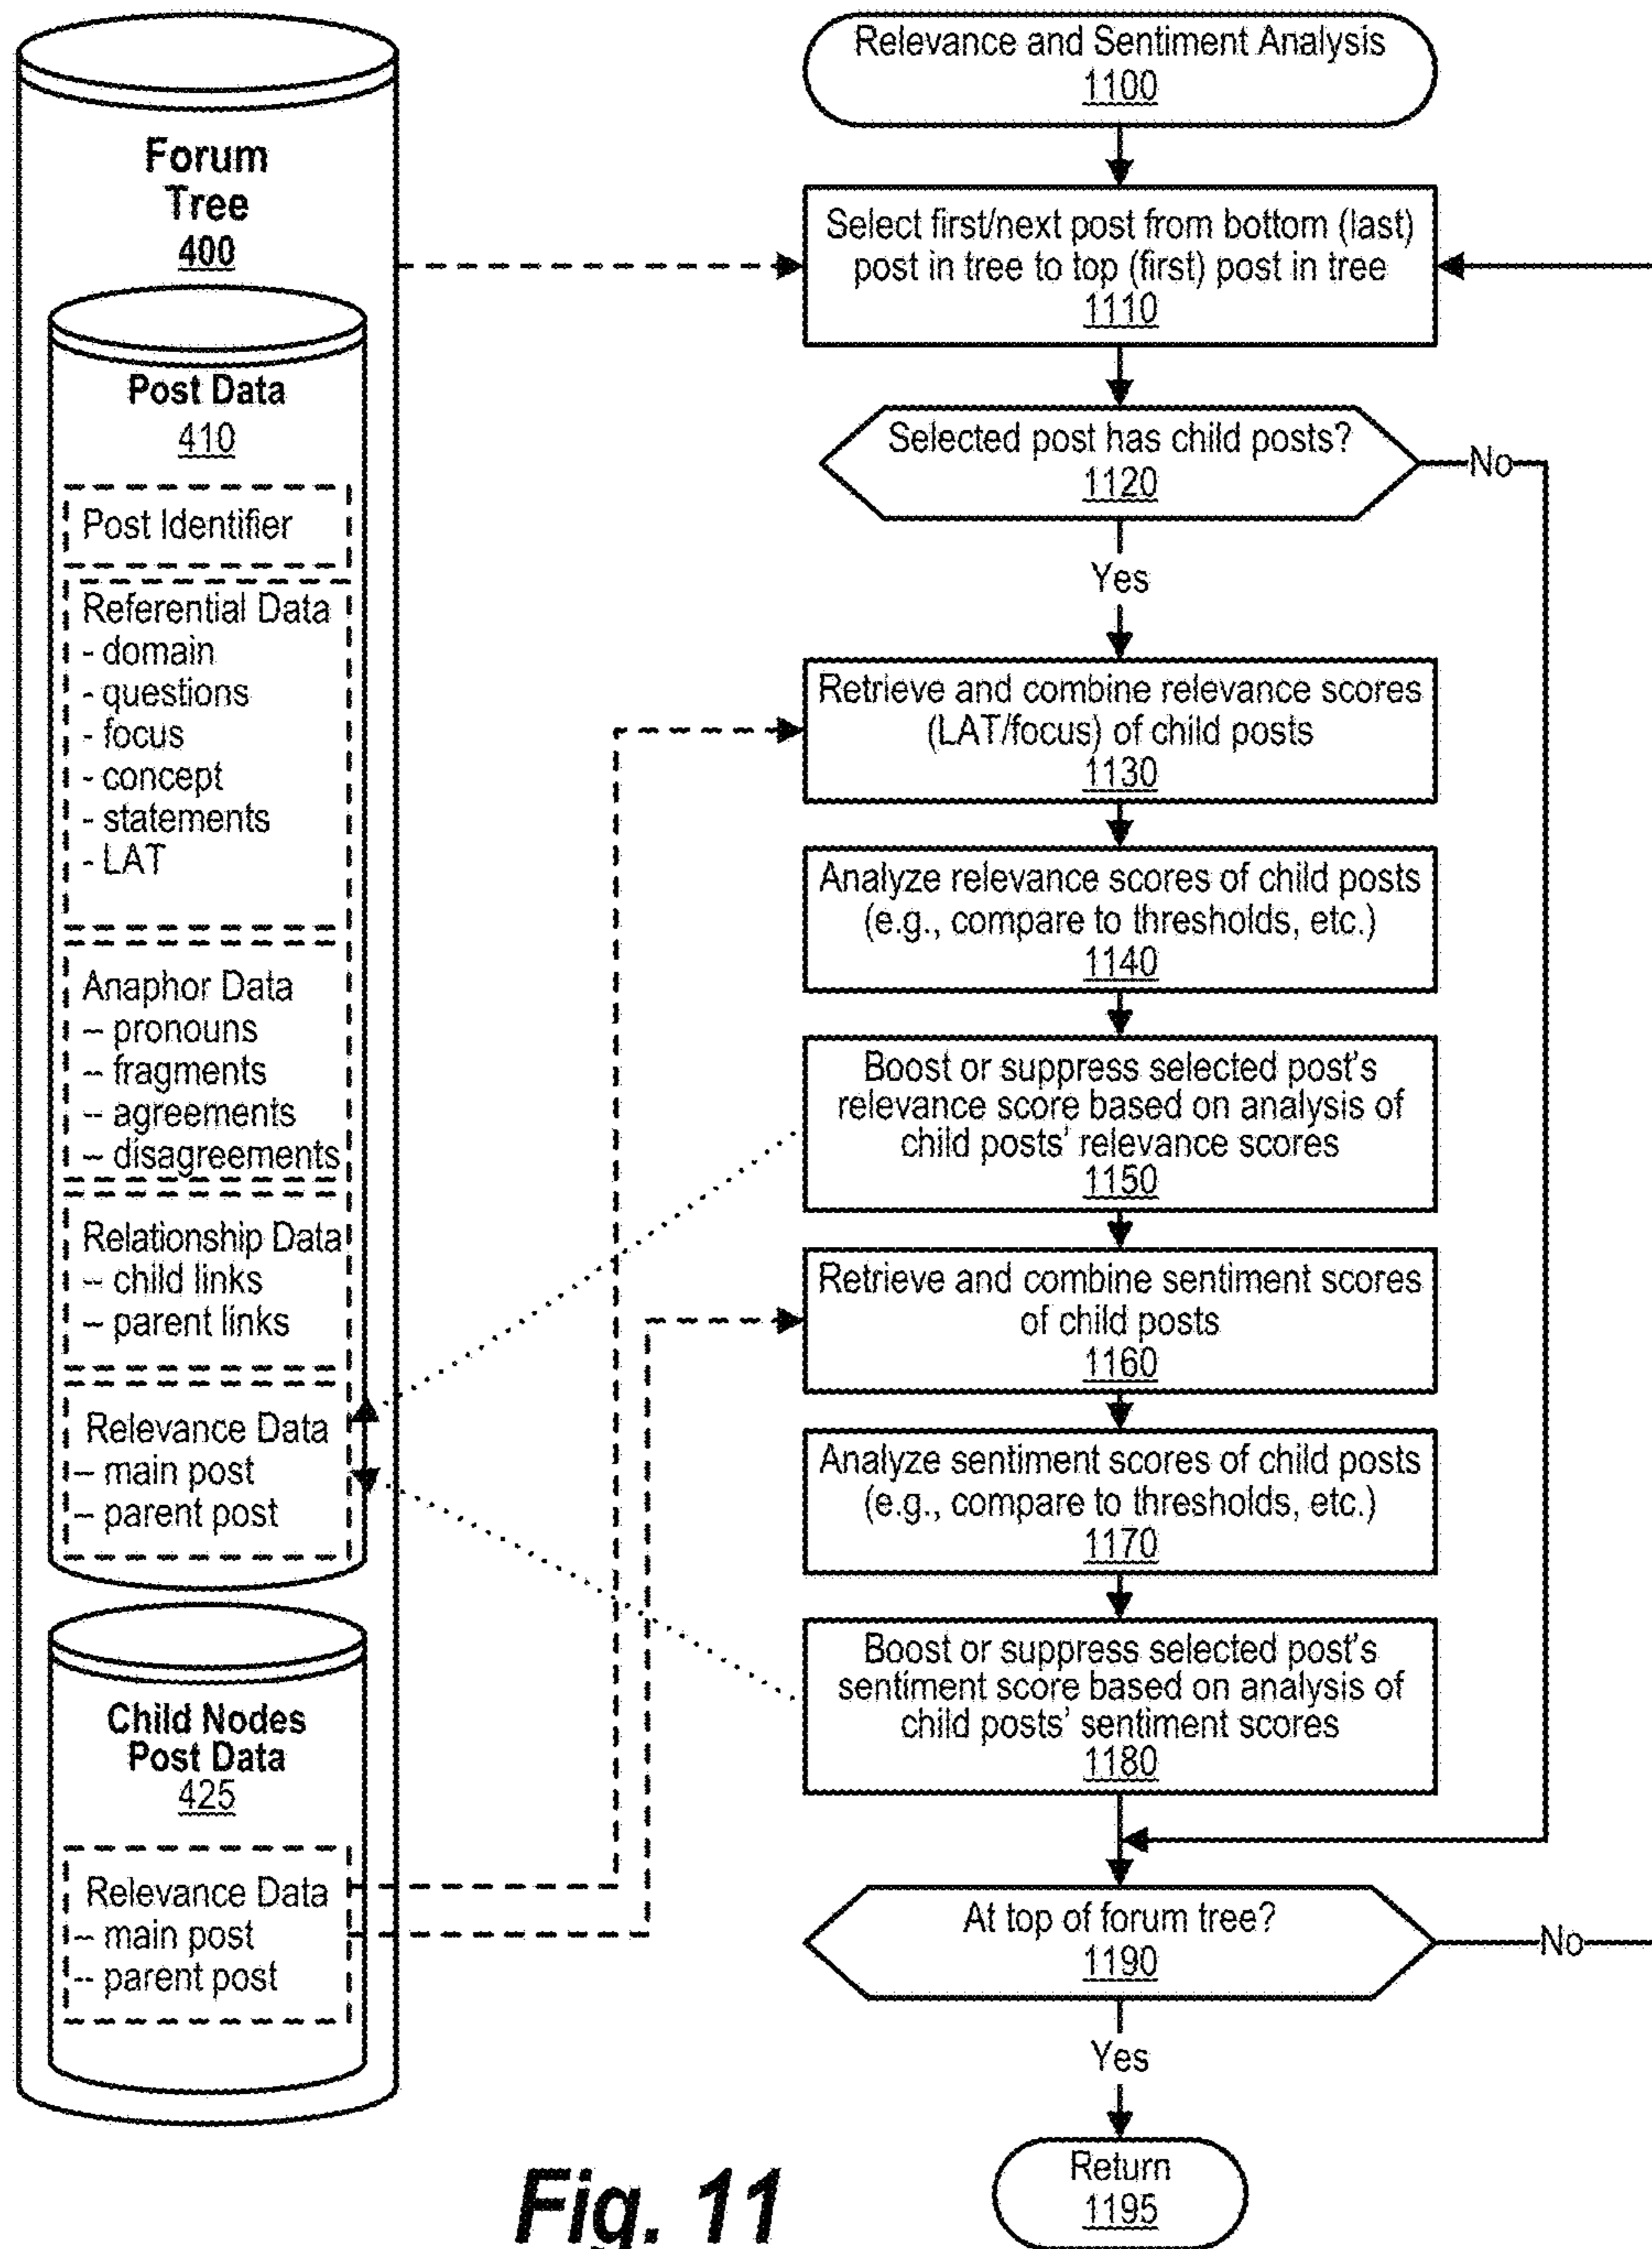 Forum
Tree
400
Post Data
410
Post Identifier
Referential Data
- domain
- questions
- focus
- concept
- statements
- LAT
Anaphor Data
-- pronouns
-- fragments
-- agreements
-- disagreements
Relationship Data
-- child links
-- parent links
Relevance Data
-- main post
-- parent post
Child Nodes
Post Data
425
Relevance Data
-- main post
-- parent post
Relevance and Sentiment Analysis
1100
Select first/next post from bottom (last)
post in tree to top (first) post in tree
1110
Selected post has child posts?
1120
No
Yes
Retrieve and combine relevance scores
(LAT/focus) of child posts
1130
Analyze relevance scores of child posts
(e.g., compare to thresholds, etc.)
1140
Boost or suppress selected post's
relevance score based on analysis of
child posts' relevance scores
1150
Retrieve and combine sentiment scores
of child posts
1160
Analyze sentiment scores of child posts
(e.g., compare to thresholds, etc.)
1170
Boost or suppress selected post's
sentiment score based on analysis of
child posts' sentiment scores
1180
At top of forum tree?
1190
No
Yes
Return
1195
Fig. 11